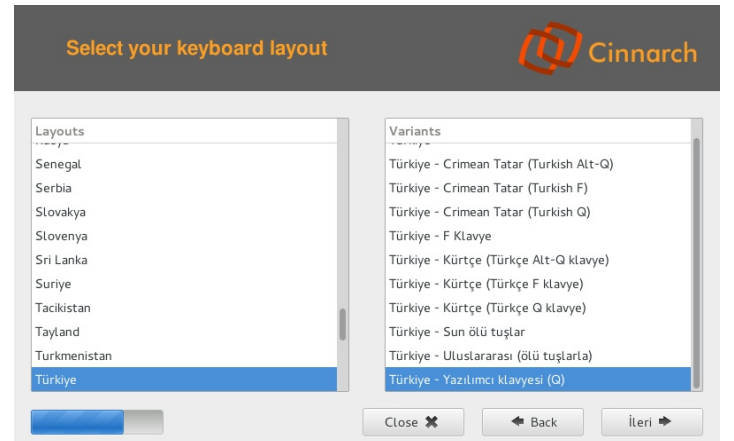 Select your keyboard layout
Cinnarch
Layouts
Senegal
Serbia
Slovakya
Slovenya
Sri Lanka
Suriye
Tacikistan
Tayland
Turkmenistan
Türkiye
Variants
Türkiye - Crimean Tatar (Turkish Alt-Q)
Türkiye - Crimean Tatar (Turkish F)
Türkiye - Crimean Tatar (Turkish Q)
Türkiye - F Klavye
Türkiye - Kürtçe (Türkçe Alt-Q klavye)
Türkiye - Kürtçe (Türkçe F klavye)
Türkiye - Kürtçe (Türkçe Q klavye)
Türkiye - Sun ölü tuşlar
Türkiye - Uluslararası (ölü tuşlarla)
Türkiye - Yazılımcı klavyesi (Q)
Close
Back
İleri